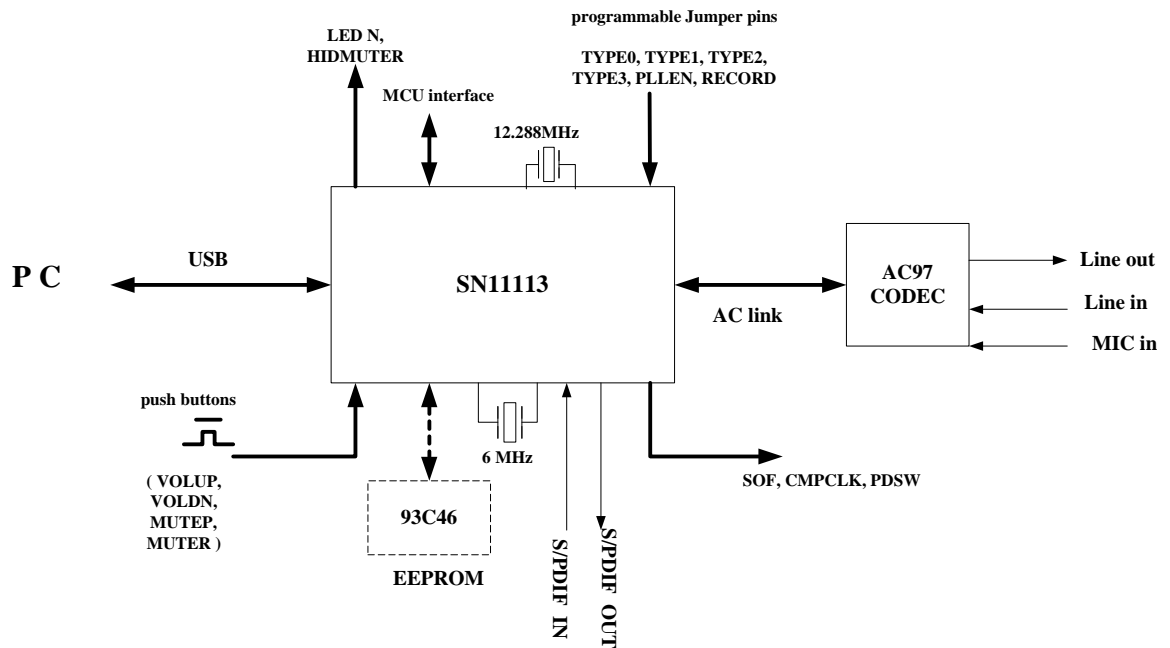 programmable Jumper pins
LED N,
HIDMUTER
TYPE0, TYPE1, TYPE2,
TYPE3, PLLEN, RECORD
MCU interface
12.288MHz
P C
USB
SN11113
AC link
AC97
CODEC
Line out
Line in
MIC in
push buttons
( VOLUP,
VOLDN,
MUTEP,
MUTER )
6 MHz
93C46
EEPROM
S/PDIF IN
S/PDIF OUT
SOF, CMPCLK, PDSW